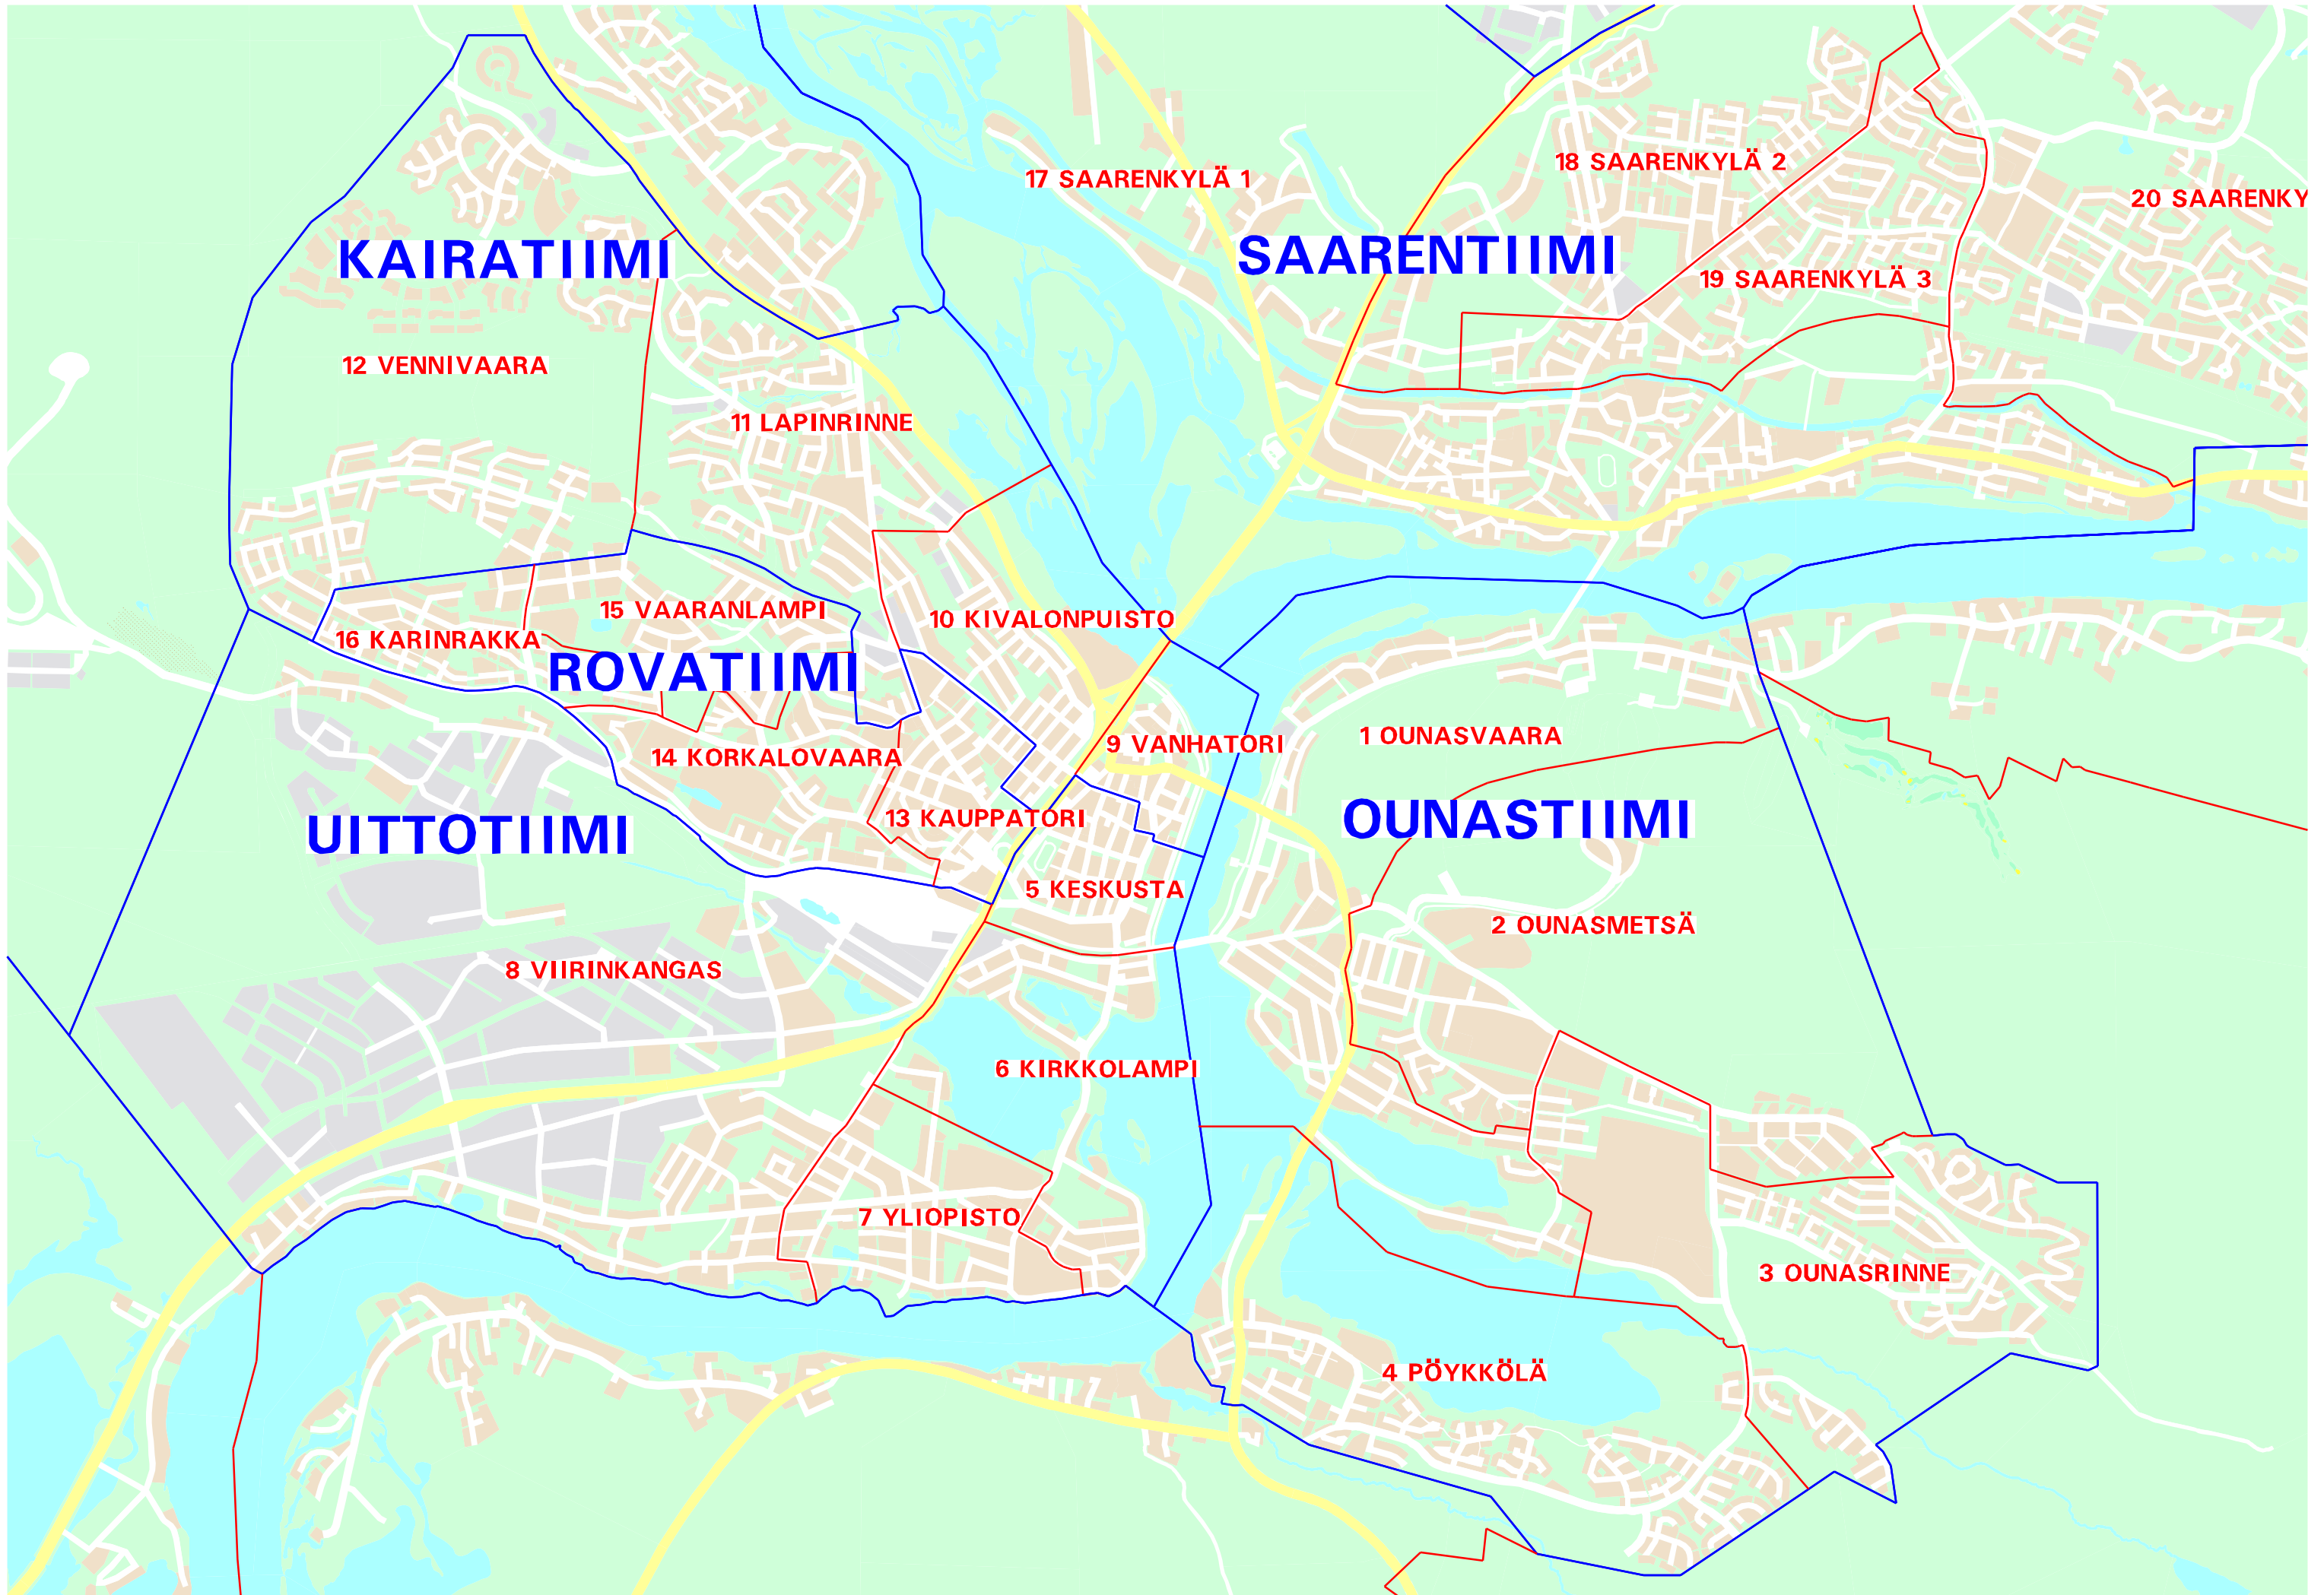 18 SAARENKYLÄ 2
17 SAARENKYLÄ 1
20 SAARENKY
KAIRATIIMI
SAARENTIIMI
19 SAARENKYLÄ 3
12 VENNIVAARA
11 LAPINRINNE
15 VAARANLAMPI
10 KIVALONPUISTO
16 KARINRAKKA
ROVATIIMI
1 OUNASVAARA
9 VANHATORI
14 KORKALOVAARA
13 KAUPPATORI
OUNASTIIMI
UITTOTIIMI
5 KESKUSTA
2 OUNASMETSÄ
8 VIIRINKANGAS
6 KIRKKOLAMPI
7 YLIOPISTO
3 OUNASRINNE
4 PÖYKKÖLÄ